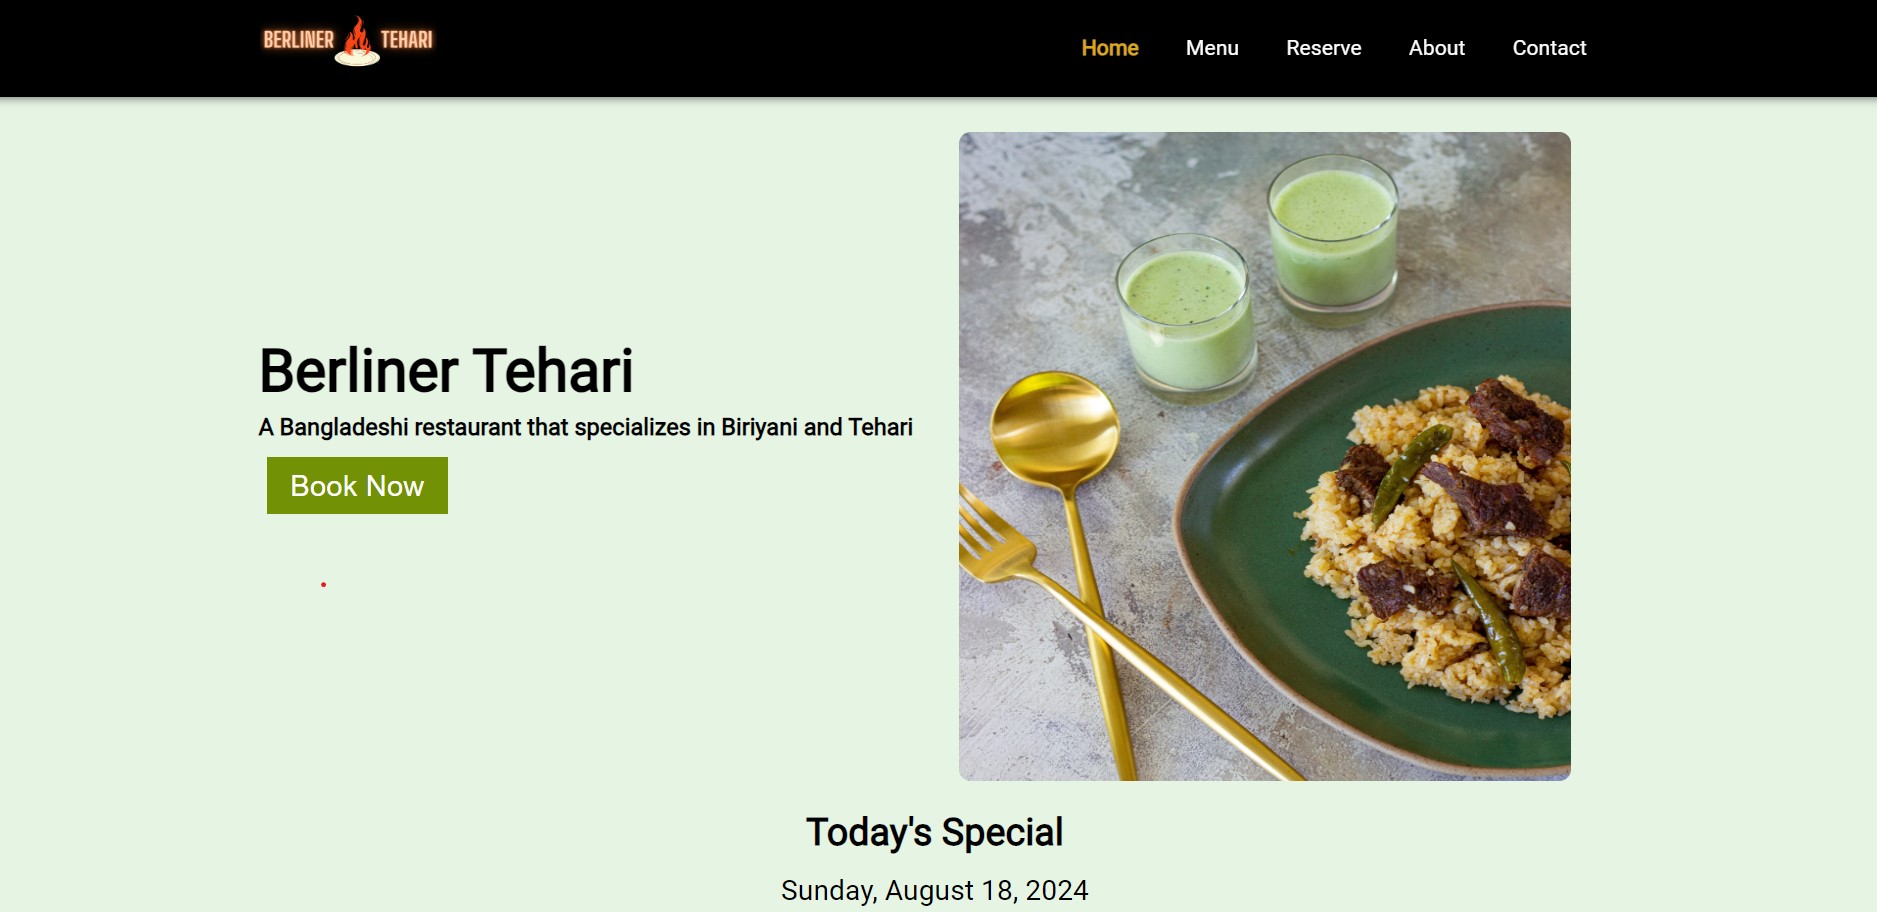 BERLINER TEHARI
Home Menu Reserve About Contact
Berliner Tehari
A Bangladeshi restaurant that specializes in Biriyani and Tehari
Book Now
Today's Special
Sunday, August 18, 2024